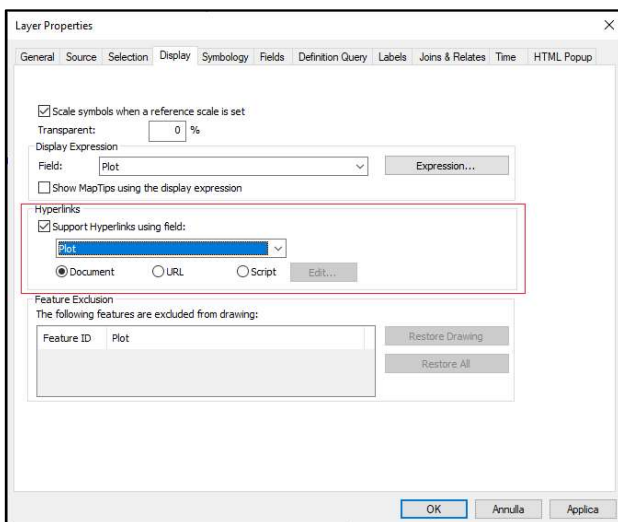 Layer Properties
General Source Selection Display Symbology Fields Definition Query Labels Joins & Relates Time HTML Popup
Scale symbols when a reference scale is set
Transparent: 0 %
Display Expression
Field: Plot Expression...
Show MapTips using the display expression
Hyperlinks
Support Hyperlinks using field:
Plot
Document URL Script Edit...
Feature Exclusion
The following features are excluded from drawing:
Feature ID Plot
Restore Drawing
Restore All
OK Annulla Applica